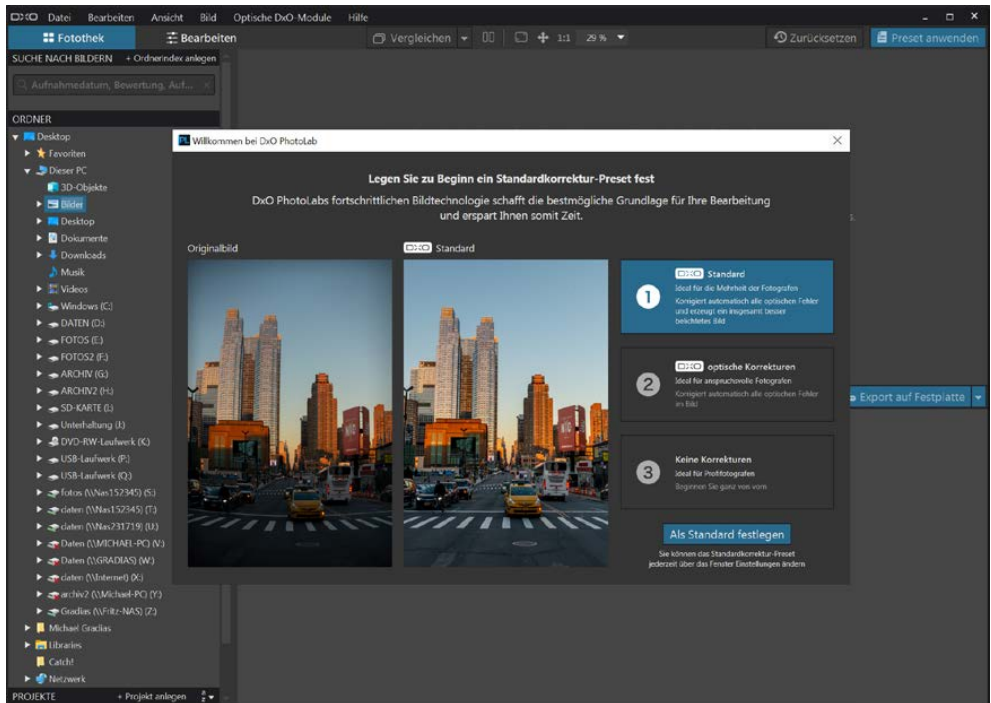 DXO Datei Bearbeiten Ansicht Bild Optische DxO-Module Hilfe
Fotothek Bearbeiten Vergleichen 1:1 29 % Zurücksetzen Preset anwenden
SUCHE NACH BILDERN + Ordnerindex anlegen
Aufnahmedatum, Bewertung, Auf...
ORDNER
Desktop
Favoriten
Dieser PC
3D-Objekte
Bilder
Desktop
Dokumente
Downloads
Musik
Videos
Windows (C:)
DATEN (D:)
FOTOS (E:)
FOTOS2 (F:)
ARCHIV (G:)
ARCHIV2 (H:)
SD-KARTE (I:)
Unterhaltung (J:)
DVD-RW-Laufwerk (K:)
USB-Laufwerk (P:)
USB-Laufwerk (Q:)
fotos (\\Nas152345) (S:)
daten (\\Nas152345) (T:)
daten (\\Nas231719) (U:)
Daten (\\MICHAEL-PC) (V:)
Daten (\\GRADIAS) (W:)
daten (\\Internet) (X:)
archiv2 (\\Michael-PC) (Y:)
Gradias (\\Fritz-NAS) (Z:)
Michael Gradias
Libraries
Catch!
Netzwerk
PROJEKTE + Projekt anlegen
PL Willkommen bei DxO PhotoLab
Legen Sie zu Beginn ein Standardkorrektur-Preset fest
DxO PhotoLabs fortschrittlichen Bildtechnologie schafft die bestmögliche Grundlage für Ihre Bearbeitung
und erspart Ihnen somit Zeit.
Originalbild
DXO Standard
1
DXO Standard
Ideal für die Mehrheit der Fotografen
Korrigiert automatisch alle optischen Fehler
und erzeugt ein insgesamt besser
belichtetes Bild
2
DXO optische Korrekturen
Ideal für anspruchsvolle Fotografen
Korrigiert automatisch alle optischen Fehler
im Bild
3
Keine Korrekturen
Ideal für Profifotografen
Beginnen Sie ganz von vorn
Als Standard festlegen
Sie können das Standardkorrektur-Preset
jederzeit über das Fenster Einstellungen ändern
Export auf Festplatte